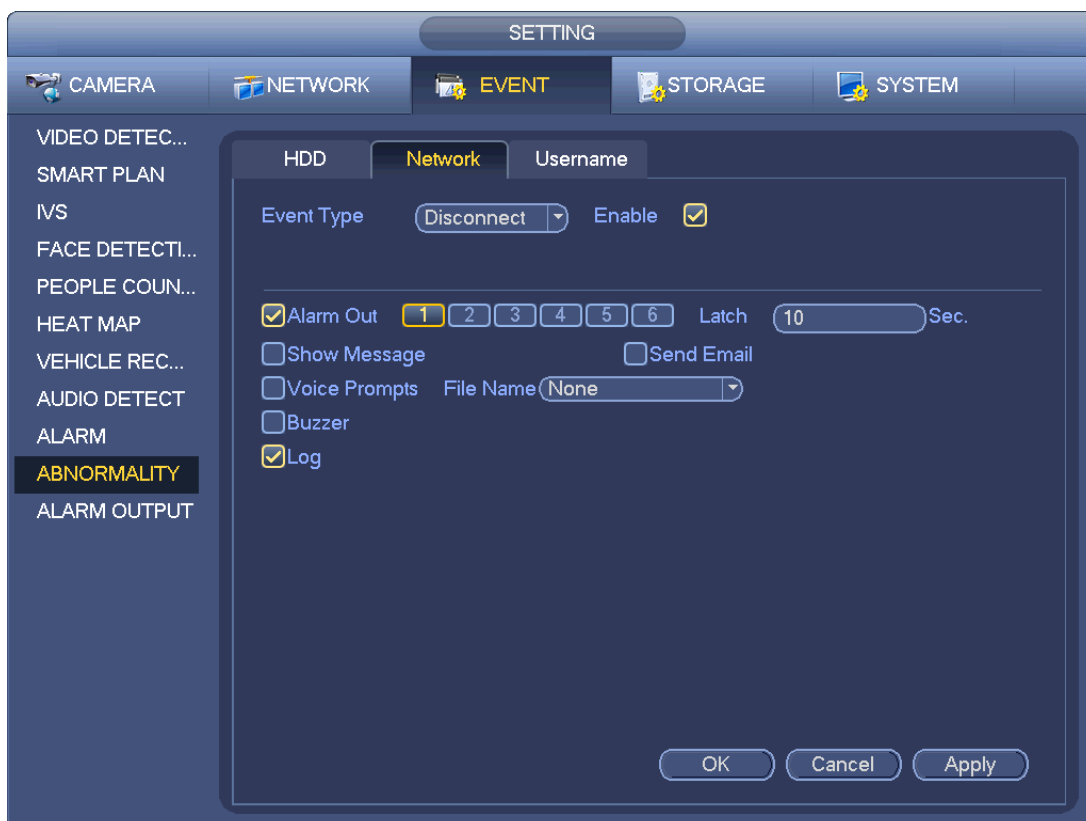 SETTING
CAMERA NETWORK EVENT STORAGE SYSTEM
VIDEO DETEC...
SMART PLAN
IVS
FACE DETECTI...
PEOPLE COUN...
HEAT MAP
VEHICLE REC...
AUDIO DETECT
ALARM
ABNORMALITY
ALARM OUTPUT
HDD Network Username
Event Type Disconnect Enable
Alarm Out 1 2 3 4 5 6 Latch 10 Sec.
Show Message Send Email
Voice Prompts File Name None
Buzzer
Log
OK Cancel Apply